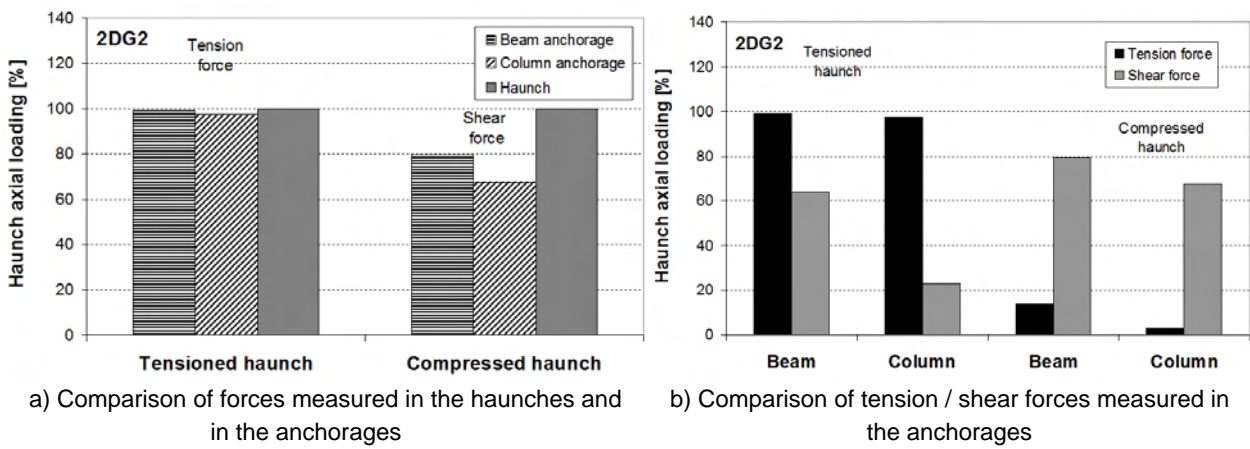 140
120
100
80
60
40
20
0
Haunch axial loading [%]
2DG2
Tension
force
Beam anchorage
Column anchorage
Haunch
Shear
force
Tensioned haunch
Compressed haunch
a) Comparison of forces measured in the haunches and
in the anchorages
140
120
100
80
60
40
20
0
Haunch axial loading [%]
2DG2
Tensioned
haunch
Tension force
Shear force
Compressed
haunch
Beam
Column
Beam
Column
b) Comparison of tension / shear forces measured in
the anchorages